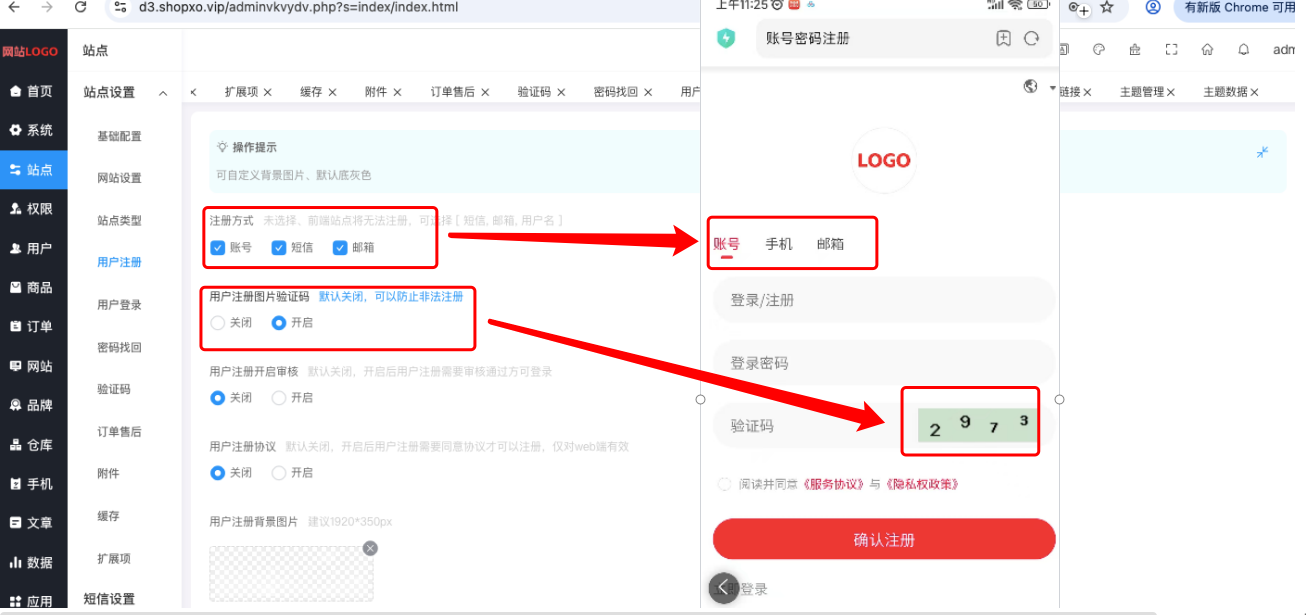 d3.shopxo.vip/adminvkvydv.php?s=index/index.html
有新版 Chrome 可用
网站LOGO
站点
首页
系统
站点
权限
用户
商品
订单
网站
品牌
仓库
手机
文章
数据
应用
站点设置
基础配置
网站设置
站点类型
用户注册
用户登录
密码找回
验证码
订单售后
附件
缓存
扩展项
短信设置
扩展项 缓存 附件 订单售后 验证码 密码找回 用户
链接 主题管理 主题数据
操作提示
可自定义背景图片、默认底灰色
注册方式 未选择、前端站点将无法注册，可选择 [ 短信, 邮箱, 用户名 ]
账号 短信 邮箱
用户注册图片验证码 默认关闭，可以防止非法注册
关闭 开启
用户注册开启审核 默认关闭，开启后用户注册需要审核通过方可登录
关闭 开启
用户注册协议 默认关闭，开启后用户注册需要同意协议才可以注册，仅对web端有效
关闭 开启
用户注册背景图片 建议1920*350px
上午11:25
50
账号密码注册
LOGO
账号 手机 邮箱
登录/注册
登录密码
验证码
2 9 7 3
阅读并同意《服务协议》与《隐私权政策》
确认注册
立即登录